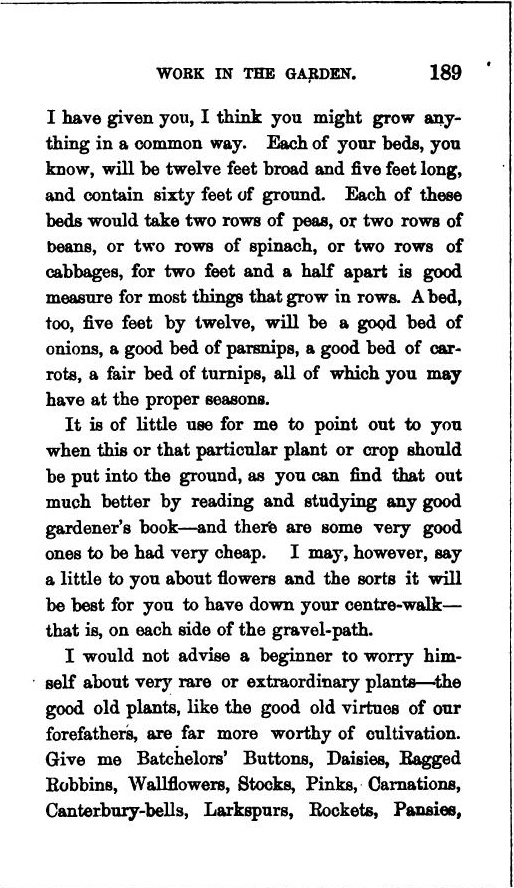 WORK IN THE GARDEN. 189
I have given you, I think you might grow any-
thing in a common way. Each of your beds, you
know, will be twelve feet broad and five feet long,
and contain sixty feet of ground. Each of these
beds would take two rows of peas, or two rows of
beans, or two rows of spinach, or two rows of
cabbages, for two feet and a half apart is good
measure for most things that grow in rows. A bed,
too, five feet by twelve, will be a good bed of
onions, a good bed of parsnips, a good bed of car-
rots, a fair bed of turnips, all of which you may
have at the proper seasons.
It is of little use for me to point out to you
when this or that particular plant or crop should
be put into the ground, as you can find that out
much better by reading and studying any good
gardener's book—and there are some very good
ones to be had very cheap. I may, however, say
a little to you about flowers and the sorts it will
be best for you to have down your centre-walk—
that is, on each side of the gravel-path.
I would not advise a beginner to worry him-
self about very rare or extraordinary plants—the
good old plants, like the good old virtues of our
forefathers, are far more worthy of cultivation.
Give me Batchelors' Buttons, Daisies, Ragged
Robbins, Wallflowers, Stocks, Pinks, Carnations,
Canterbury-bells, Larkspurs, Rockets, Pansies,